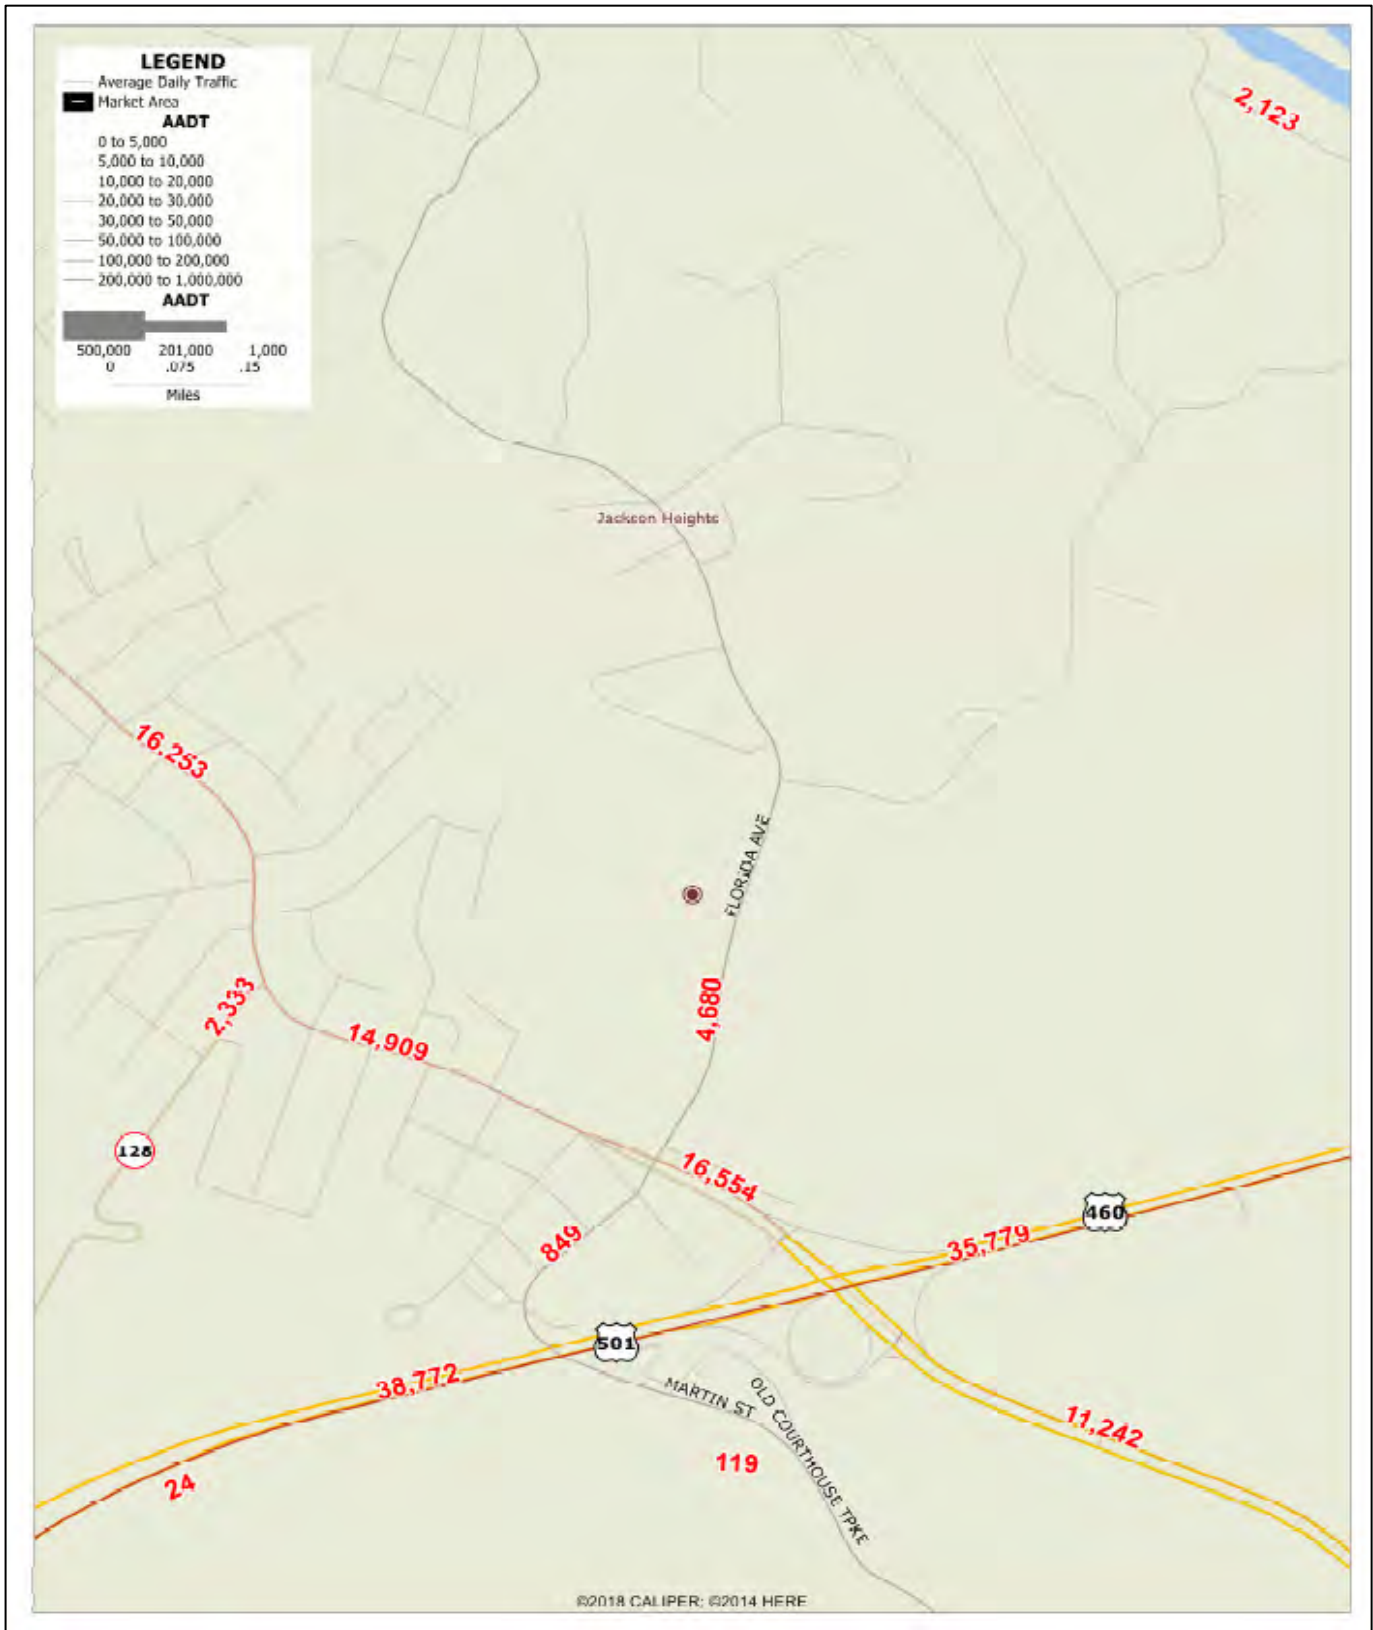 LEGEND
Average Daily Traffic
Market Area
AADT
0 to 5,000
5,000 to 10,000
10,000 to 20,000
20,000 to 30,000
30,000 to 50,000
50,000 to 100,000
100,000 to 200,000
200,000 to 1,000,000
AADT
500,000 201,000 1,000
0 .075 .15
Miles
2,123
Jackson Heights
16,253
FLORIDA AVE
2,333
4,680
14,909
128
16,554
460
849
35,779
501
38,772
MARTIN ST
OLD COURTHOUSE TPKE
11,242
119
24
©2018 CALIPER; ©2014 HERE